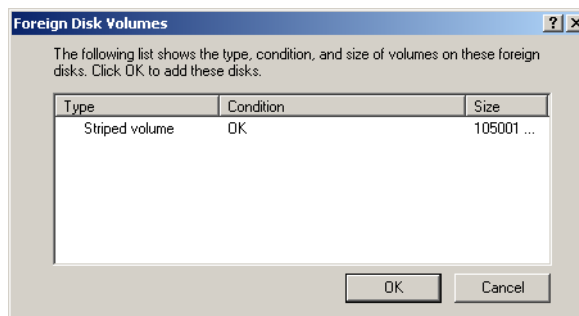 Foreign Disk Volumes
The following list shows the type, condition, and size of volumes on these foreign
disks. Click OK to add these disks.
Type Condition Size
Striped volume OK 105001 ...
OK Cancel